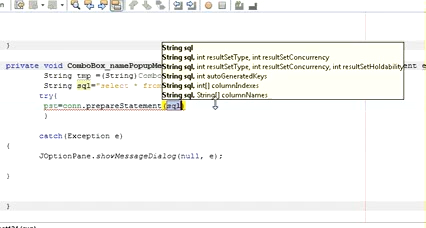 }
String sql
private void ComboBox_namePopupMe
String sql, int resultSetType, int resultSetConcurrency
String sql, int resultSetType, int resultSetConcurrency, int resultSetHoldability
ent e
String tmp =(String)Combo
String sql, int autoGeneratedKeys
String sql="select * from
String sql, int[] columnIndexes
try{
String sql, String[] columnNames
pst=conn.prepareStatement(sql)
}
catch(Exception e)
{
JOptionPane.showMessageDialog(null, e);
}
}